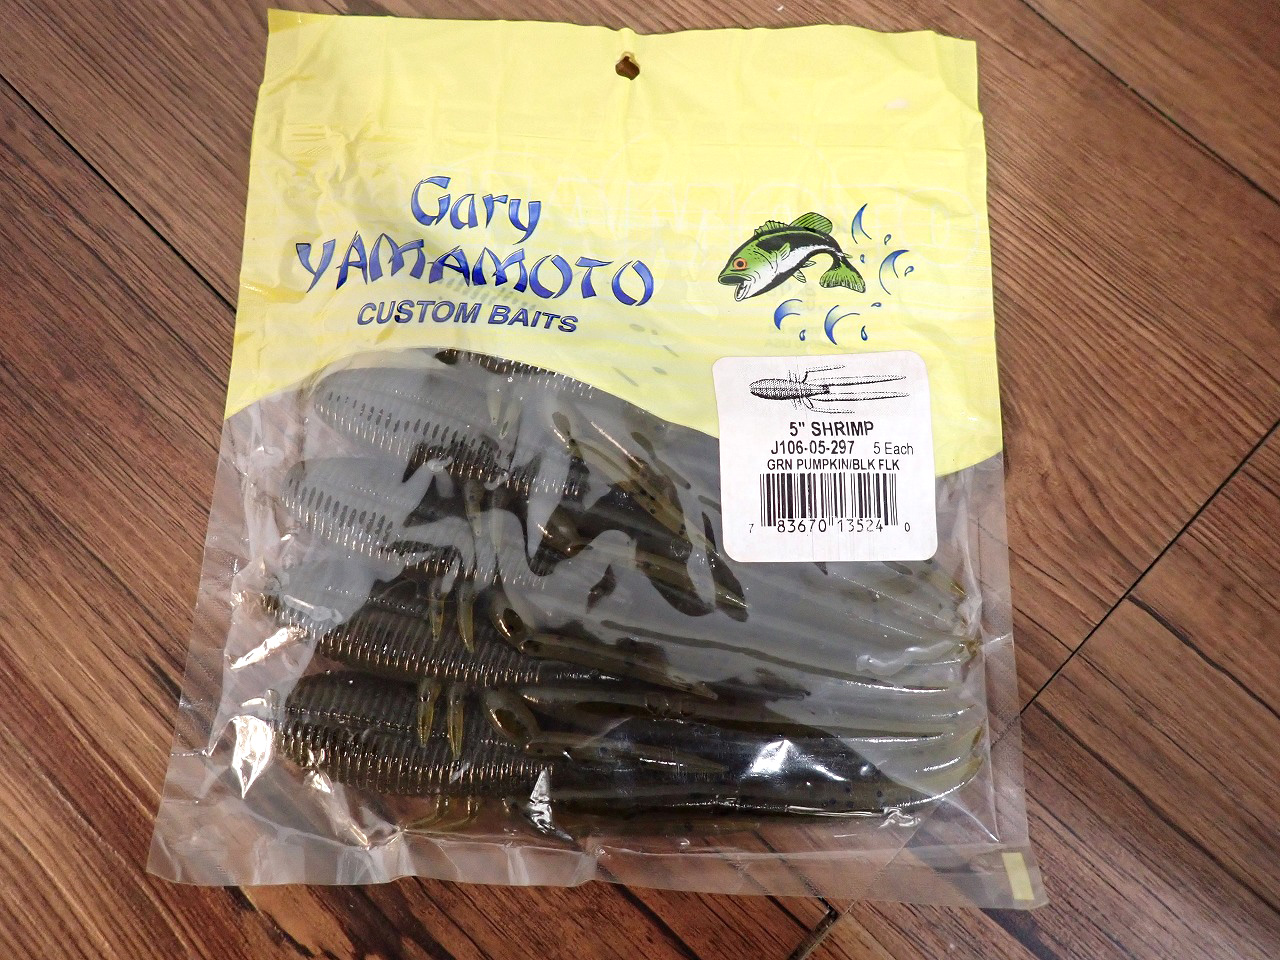 Gary
YAMAMOTO
CUSTOM BAITS
5" SHRIMP
J106-05-297 5 Each
GRN PUMPKIN/BLK FLK
7 83670 13524 0